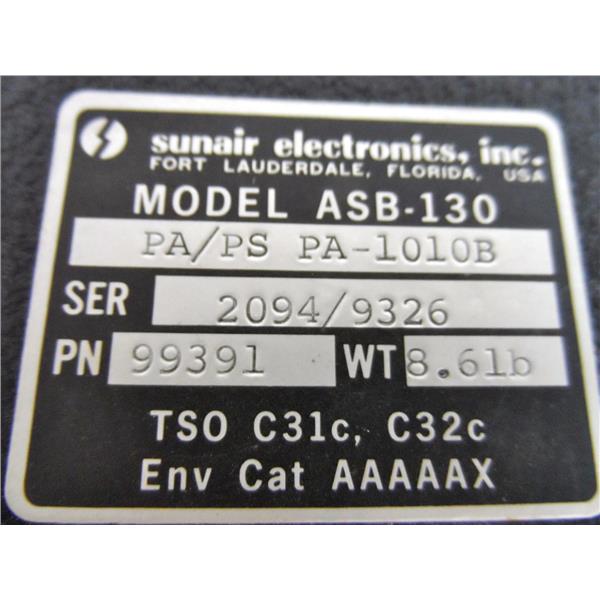 sunair electronics, inc.
FORT LAUDERDALE, FLORIDA, USA
MODEL ASB-130
PA/PS PA-1010B
SER 2094/9326
PN 99391 WT 8.6lb
TSO C31c, C32c
Env Cat AAAAAX